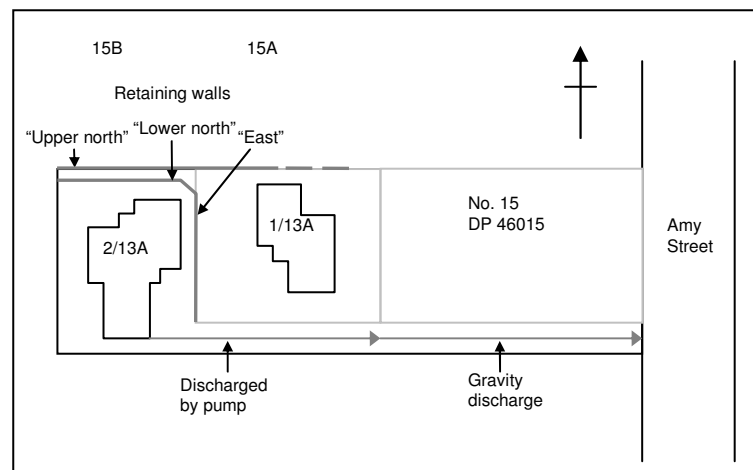 15B
15A
Retaining walls
“Upper north”
“Lower north”
“East”
No. 15
DP 46015
Amy
Street
1/13A
2/13A
Discharged
by pump
Gravity
discharge